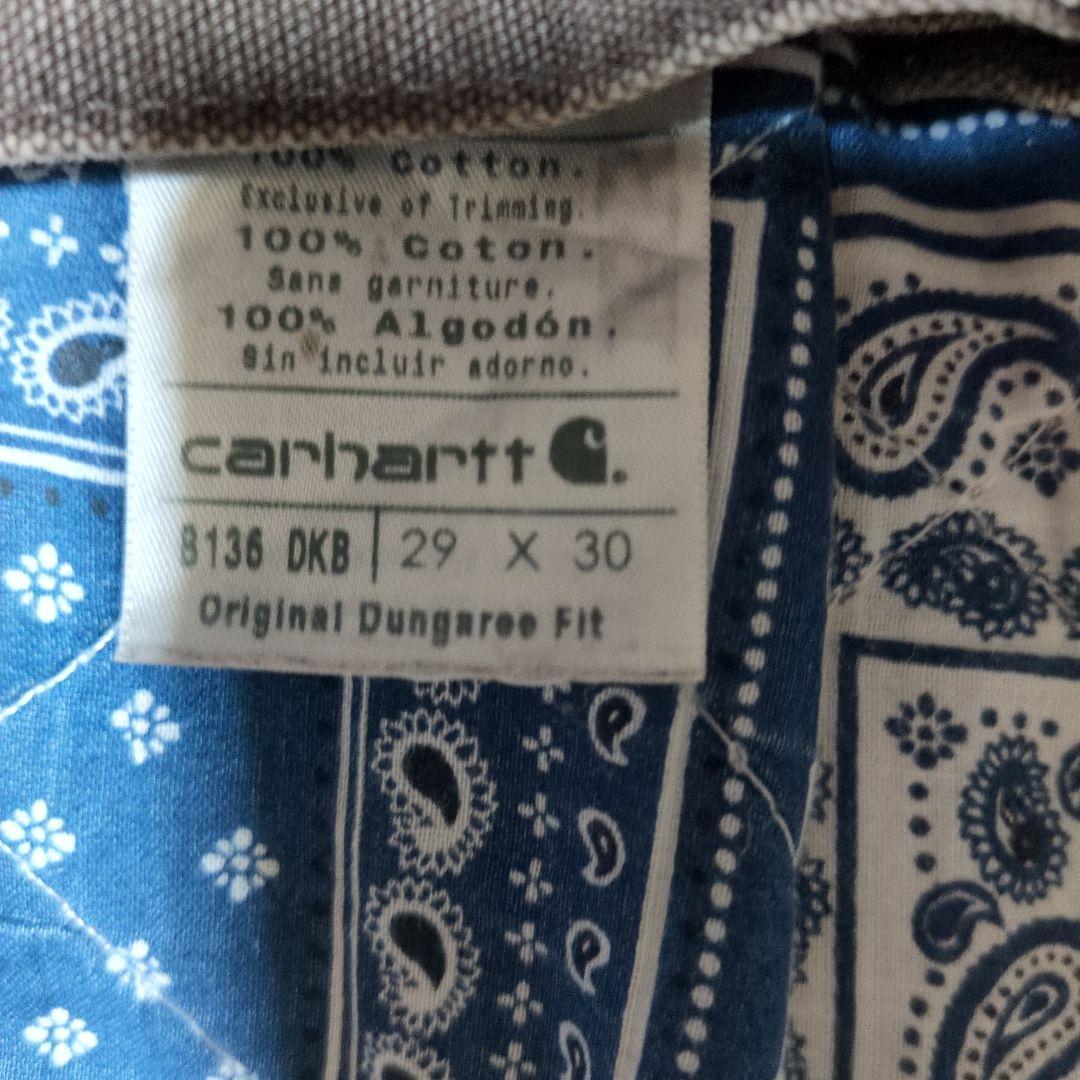 100% Cotton.
Exclusive of Trimming.
100% Coton.
Sans garniture.
100% Algodón.
Sin incluir adorno.
carhartt
8136 DKB 29 X 30
Original Dungaree Fit